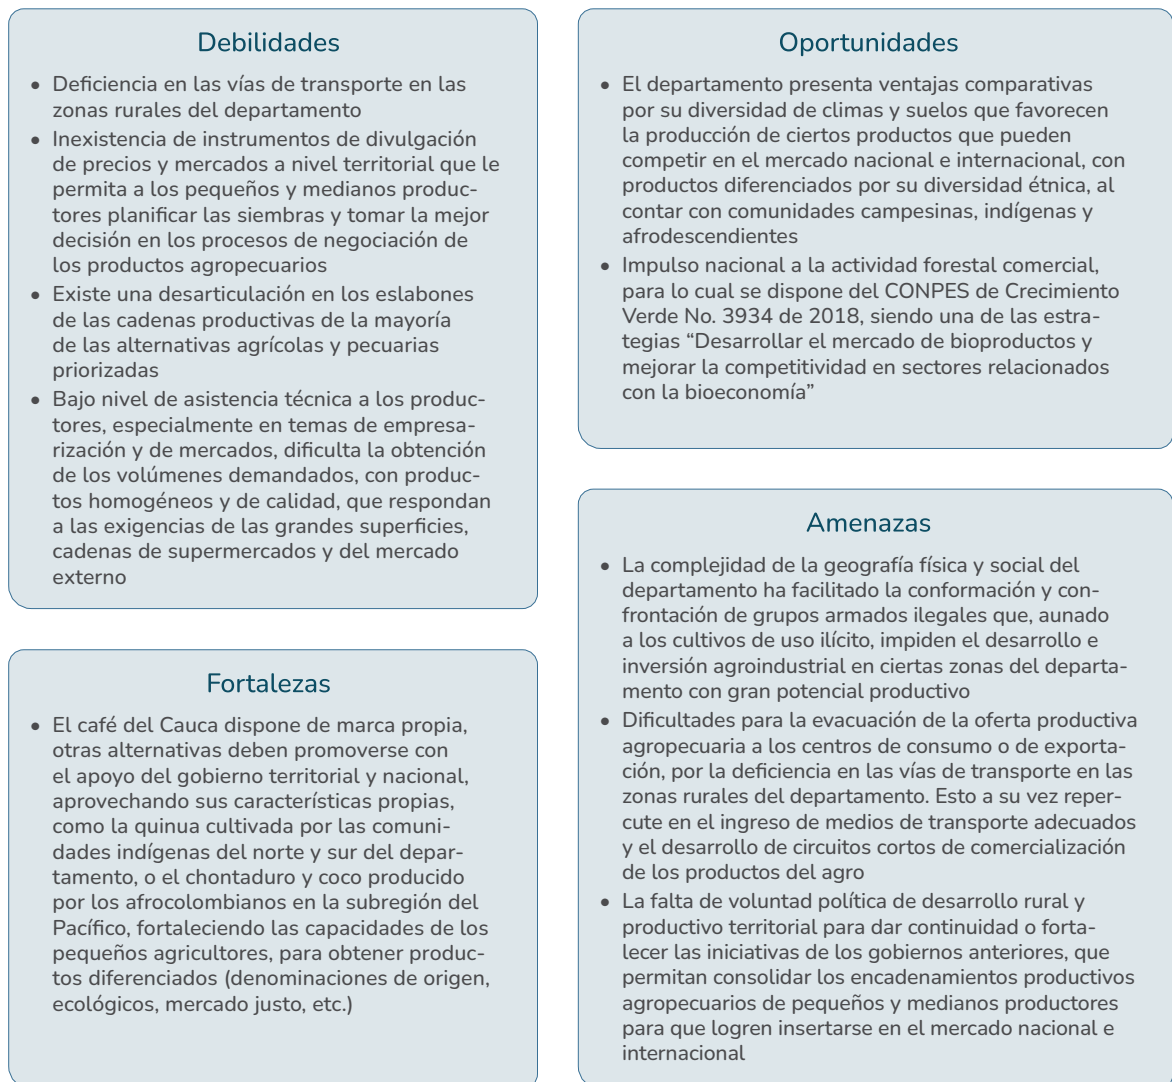 Debilidades
• Deficiencia en las vías de transporte en las
zonas rurales del departamento
• Inexistencia de instrumentos de divulgación
de precios y mercados a nivel territorial que le
permita a los pequeños y medianos produc-
tores planificar las siembras y tomar la mejor
decisión en los procesos de negociación de
los productos agropecuarios
• Existe una desarticulación en los eslabones
de las cadenas productivas de la mayoría
de las alternativas agrícolas y pecuarias
priorizadas
• Bajo nivel de asistencia técnica a los produc-
tores, especialmente en temas de empresa-
rización y de mercados, dificulta la obtención
de los volúmenes demandados, con produc-
tos homogéneos y de calidad, que respondan
a las exigencias de las grandes superficies,
cadenas de supermercados y del mercado
externo
Oportunidades
• El departamento presenta ventajas comparativas
por su diversidad de climas y suelos que favorecen
la producción de ciertos productos que pueden
competir en el mercado nacional e internacional, con
productos diferenciados por su diversidad étnica, al
contar con comunidades campesinas, indígenas y
afrodescendientes
• Impulso nacional a la actividad forestal comercial,
para lo cual se dispone del CONPES de Crecimiento
Verde No. 3934 de 2018, siendo una de las estra-
tegias “Desarrollar el mercado de bioproductos y
mejorar la competitividad en sectores relacionados
con la bioeconomía”
Fortalezas
• El café del Cauca dispone de marca propia,
otras alternativas deben promoverse con
el apoyo del gobierno territorial y nacional,
aprovechando sus características propias,
como la quinua cultivada por las comuni-
dades indígenas del norte y sur del depar-
tamento, o el chontaduro y coco producido
por los afrocolombianos en la subregión del
Pacífico, fortaleciendo las capacidades de los
pequeños agricultores, para obtener produc-
tos diferenciados (denominaciones de origen,
ecológicos, mercado justo, etc.)
Amenazas
• La complejidad de la geografía física y social del
departamento ha facilitado la conformación y con-
frontación de grupos armados ilegales que, aunado
a los cultivos de uso ilícito, impiden el desarrollo e
inversión agroindustrial en ciertas zonas del departa-
mento con gran potencial productivo
• Dificultades para la evacuación de la oferta productiva
agropecuaria a los centros de consumo o de exporta-
ción, por la deficiencia en las vías de transporte en las
zonas rurales del departamento. Esto a su vez reper-
cute en el ingreso de medios de transporte adecuados
y el desarrollo de circuitos cortos de comercialización
de los productos del agro
• La falta de voluntad política de desarrollo rural y
productivo territorial para dar continuidad o forta-
lecer las iniciativas de los gobiernos anteriores, que
permitan consolidar los encadenamientos productivos
agropecuarios de pequeños y medianos productores
para que logren insertarse en el mercado nacional e
internacional